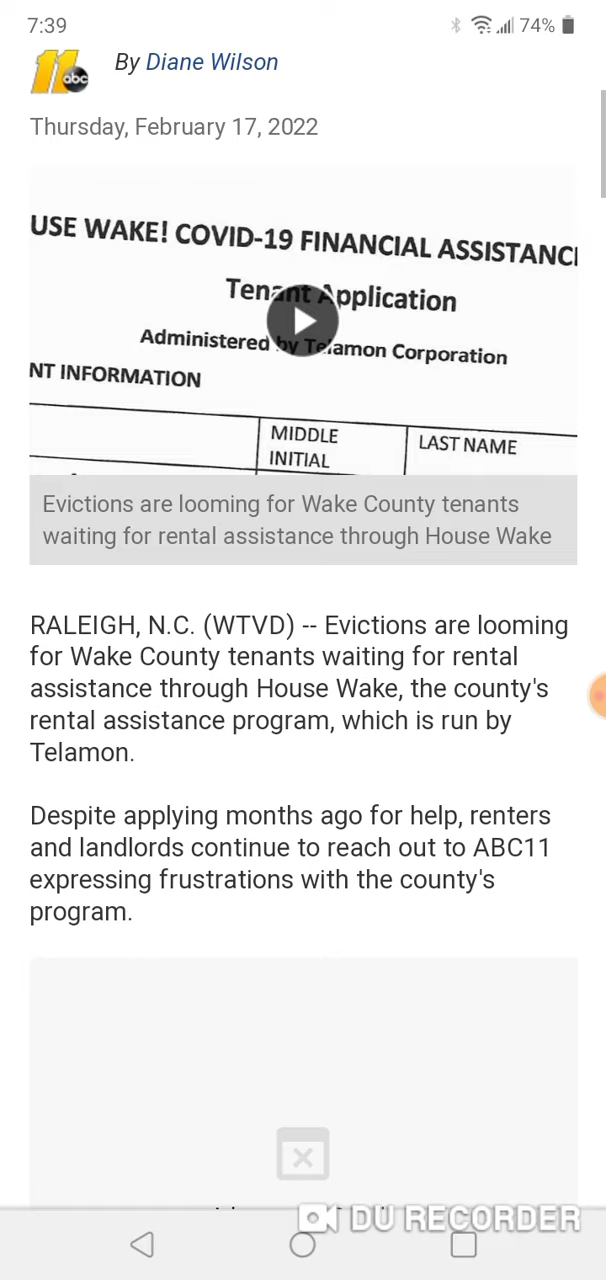 7:39
74%
11 abc
By Diane Wilson
Thursday, February 17, 2022
USE WAKE! COVID-19 FINANCIAL ASSISTANC
Tenant Application
Administered by Telamon Corporation
NT INFORMATION
MIDDLE
INITIAL
LAST NAME
Evictions are looming for Wake County tenants
waiting for rental assistance through House Wake
RALEIGH, N.C. (WTVD) -- Evictions are looming
for Wake County tenants waiting for rental
assistance through House Wake, the county's
rental assistance program, which is run by
Telamon.
Despite applying months ago for help, renters
and landlords continue to reach out to ABC11
expressing frustrations with the county's
program.
DU RECORDER